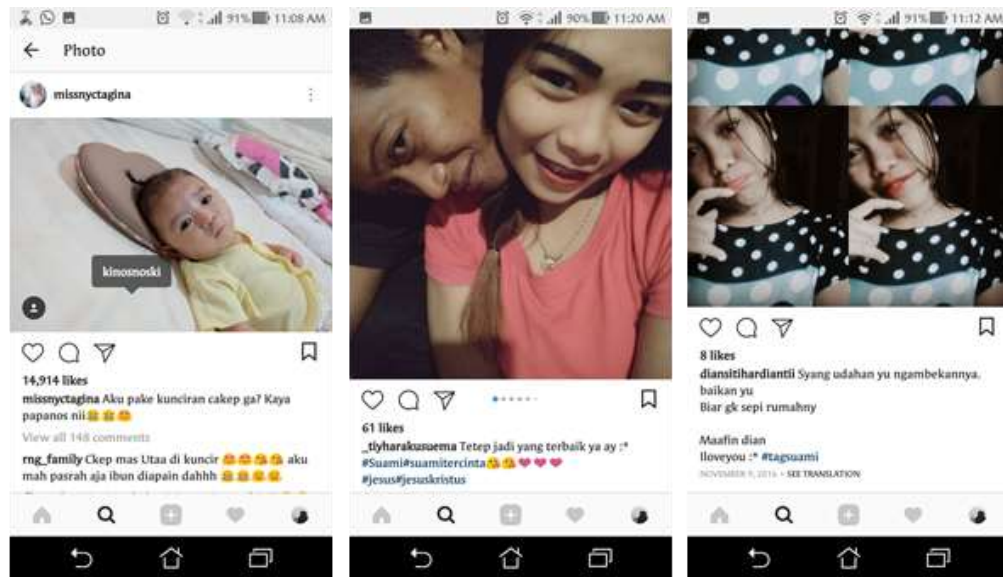 91% 11:08 AM
Photo
missnyctagina
kinosnoski
14,914 likes
missnyctagina Aku pake kunciran cakep ga? Kaya
papanos nii
View all 148 comments
rng_family Ckep mas Utaa di kuncir aku
mah pasrah aja ibun diapain dahhh
90% 11:20 AM
61 likes
_tiyharakusuema Tetep jadi yang terbaik ya ay :*
#Suami#suamitercinta
#jesus#jesuskristus
91% 11:12 AM
8 likes
diansitihardiantii Syang udahan yu ngambekannya.
baikan yu
Biar gk sepi rumahny
Maafin dian
Iloveyou :* #tagsuami
NOVEMBER 9, 2016 • SEE TRANSLATION